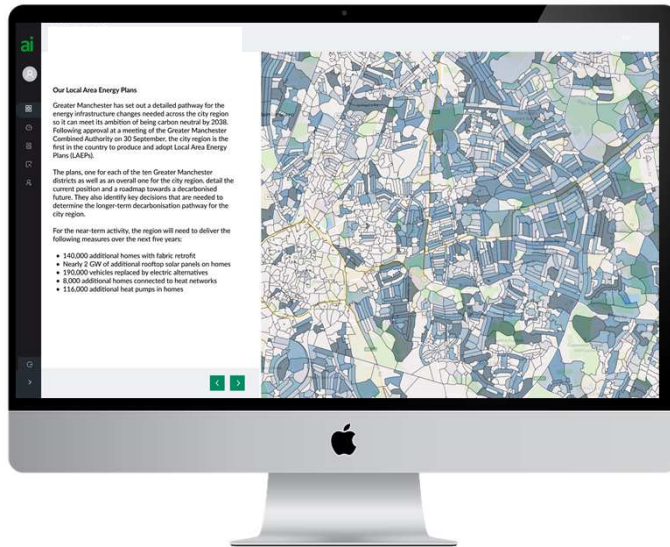 ai
Our Local Area Energy Plans
Greater Manchester has set out a detailed pathway for the
energy infrastructure changes needed across the city region
so it can meet its ambition of being carbon neutral by 2038.
Following approval at a meeting of the Greater Manchester
Combined Authority on 30 September, the city region is the
first in the country to produce and adopt Local Area Energy
Plans (LAEPs).
The plans, one for each of the ten Greater Manchester
districts as well as an overall one for the city region, detail the
current position and a roadmap towards a decarbonised
future. They also identify key decisions that are needed to
determine the longer-term decarbonisation pathway for the
city region.
For the near-term activity, the region will need to deliver the
following measures over the next five years:
• 140,000 additional homes with fabric retrofit
• Nearly 2 GW of additional rooftop solar panels on homes
• 190,000 vehicles replaced by electric alternatives
• 8,000 additional homes connected to heat networks
• 116,000 additional heat pumps in homes